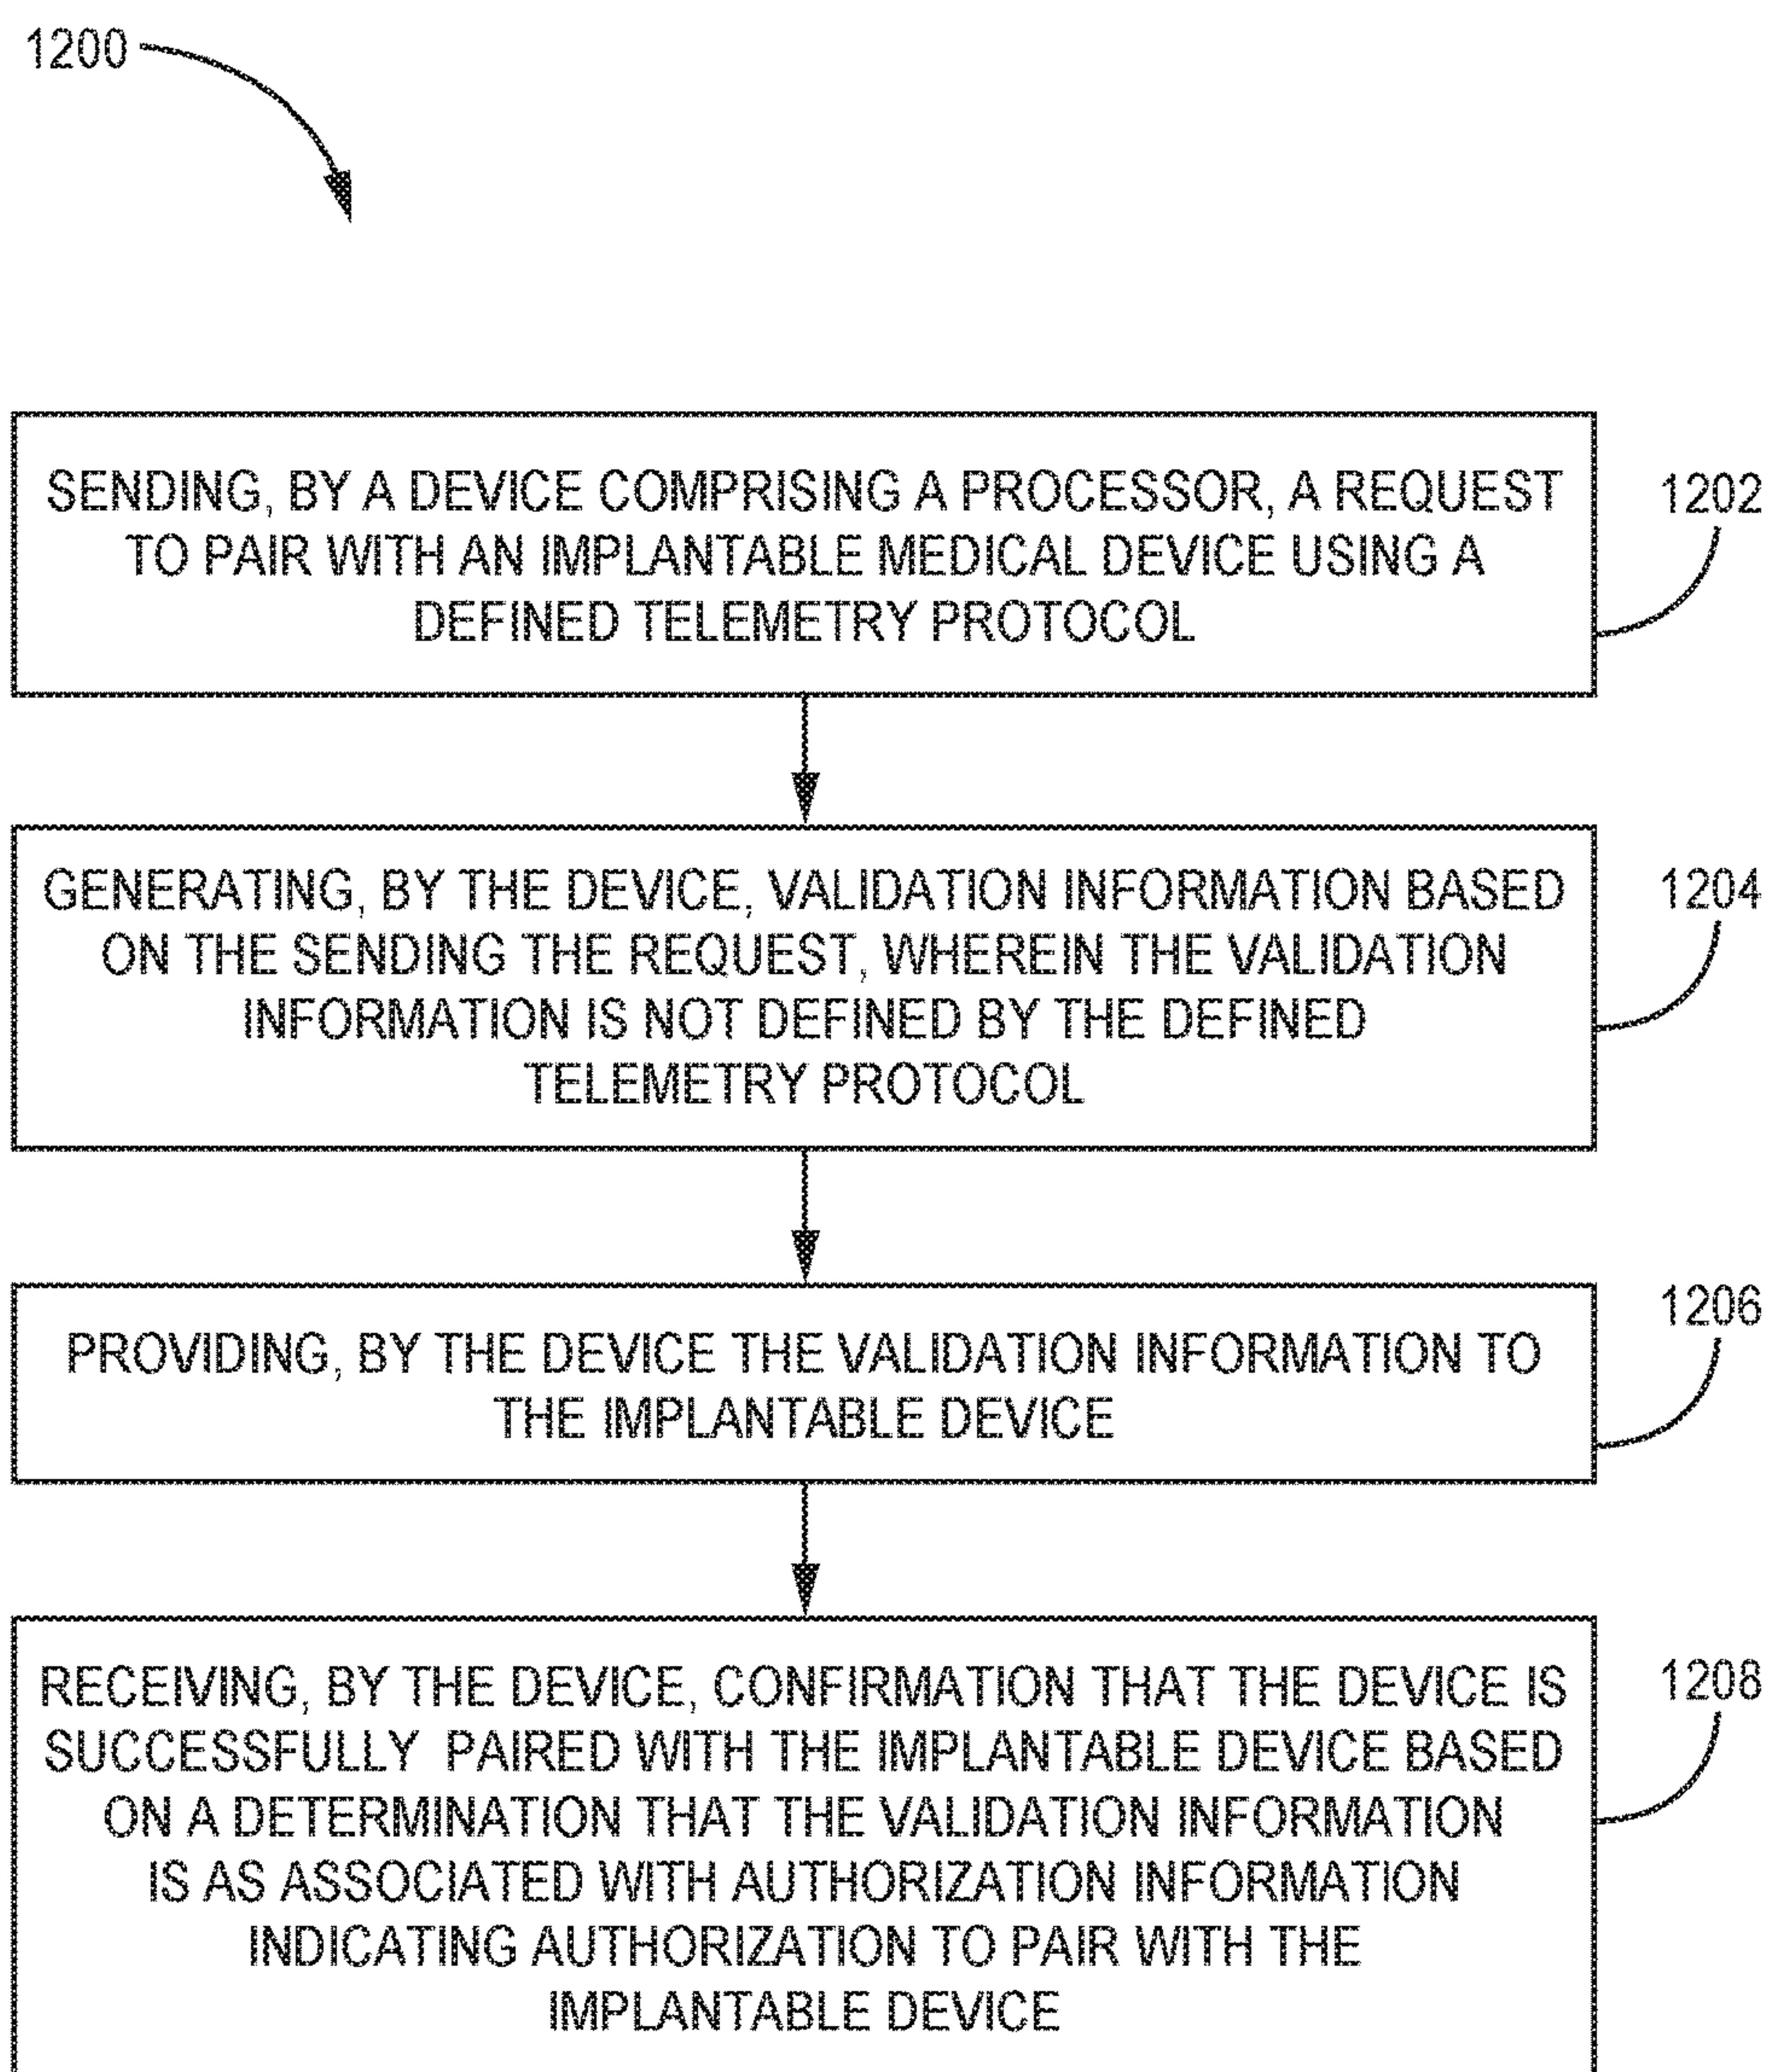 1200
SENDING, BY A DEVICE COMPRISING A PROCESSOR, A REQUEST
TO PAIR WITH AN IMPLANTABLE MEDICAL DEVICE USING A
DEFINED TELEMETRY PROTOCOL
1202
GENERATING, BY THE DEVICE, VALIDATION INFORMATION BASED
ON THE SENDING THE REQUEST, WHEREIN THE VALIDATION
INFORMATION IS NOT DEFINED BY THE DEFINED
TELEMETRY PROTOCOL
1204
PROVIDING, BY THE DEVICE THE VALIDATION INFORMATION TO
THE IMPLANTABLE DEVICE
1206
RECEIVING, BY THE DEVICE, CONFIRMATION THAT THE DEVICE IS
SUCCESSFULLY PAIRED WITH THE IMPLANTABLE DEVICE BASED
ON A DETERMINATION THAT THE VALIDATION INFORMATION
IS AS ASSOCIATED WITH AUTHORIZATION INFORMATION
INDICATING AUTHORIZATION TO PAIR WITH THE
IMPLANTABLE DEVICE
1208